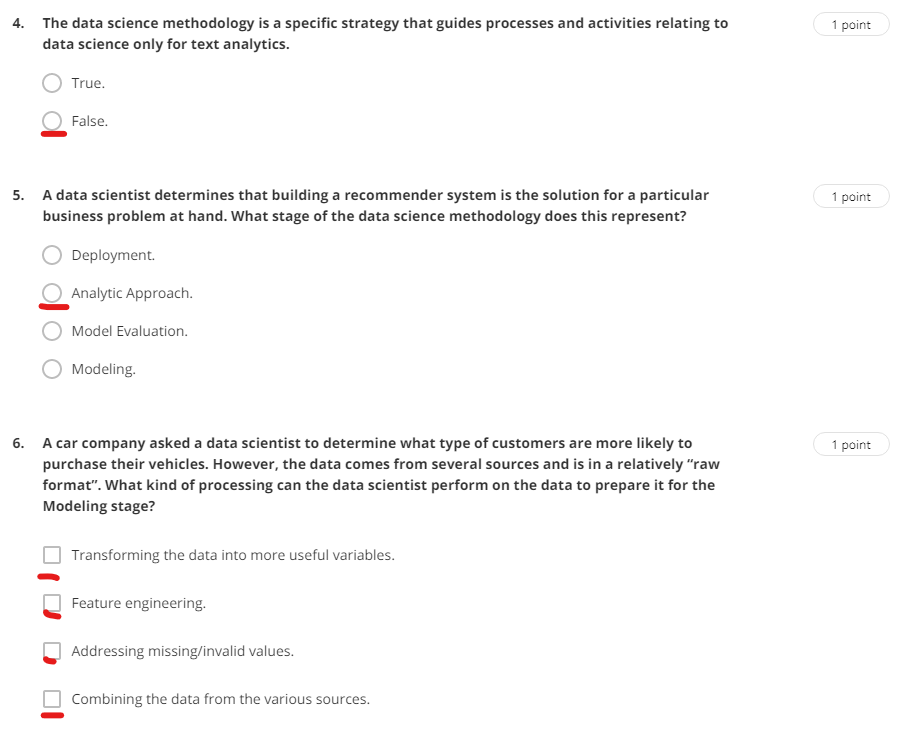 4. The data science methodology is a specific strategy that guides processes and activities relating to 1 point
data science only for text analytics.
True.
False.
5. A data scientist determines that building a recommender system is the solution for a particular 1 point
business problem at hand. What stage of the data science methodology does this represent?
Deployment.
Analytic Approach.
Model Evaluation.
Modeling.
6. A car company asked a data scientist to determine what type of customers are more likely to 1 point
purchase their vehicles. However, the data comes from several sources and is in a relatively “raw
format”. What kind of processing can the data scientist perform on the data to prepare it for the
Modeling stage?
Transforming the data into more useful variables.
Feature engineering.
Addressing missing/invalid values.
Combining the data from the various sources.